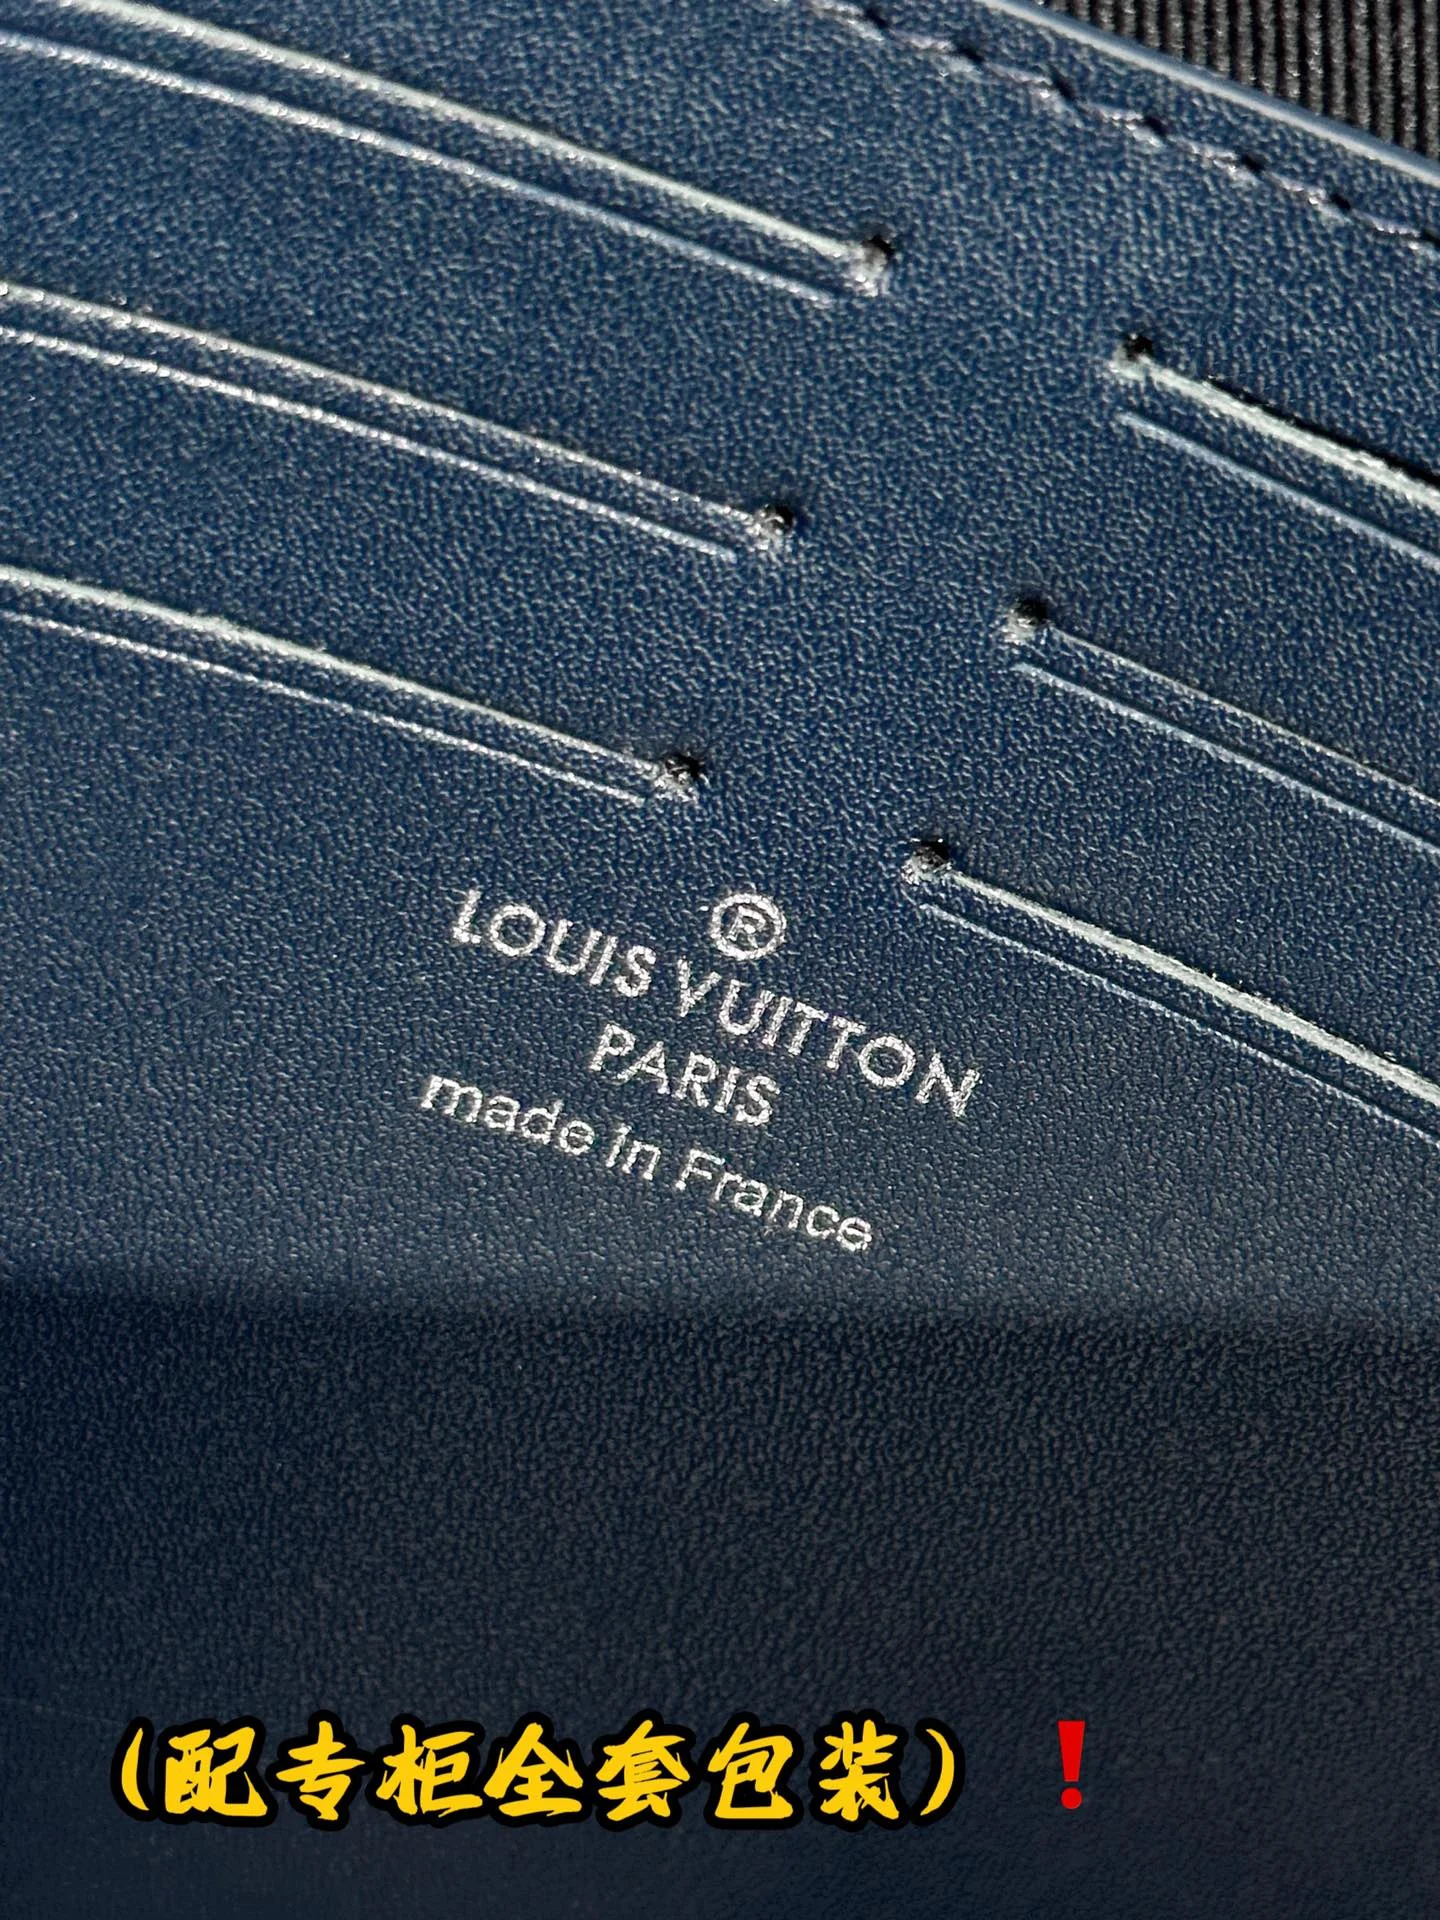 ®
LOUIS VUITTON
PARIS
made in France
(配专柜全套包装)❗